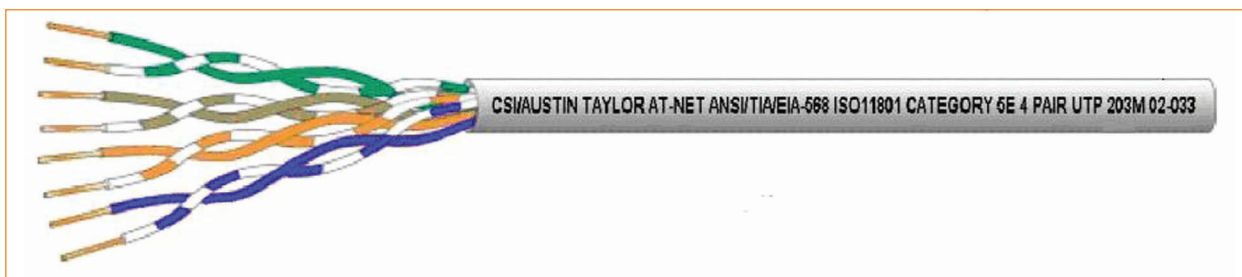 CSI/AUSTIN TAYLOR AT-NET ANSI/TIA/EIA-568 ISO11801 CATEGORY 5E 4 PAIR UTP 203M 02-033